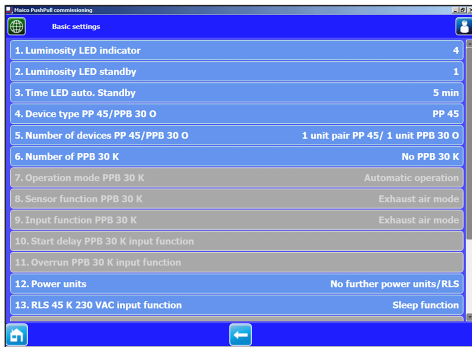 Maico PushPull commissioning
Basic settings
1. Luminosity LED indicator 4
2. Luminosity LED standby 1
3. Time LED auto. Standby 5 min
4. Device type PP 45/PPB 30 O PP 45
5. Number of devices PP 45/PPB 30 O 1 unit pair PP 45/ 1 unit PPB 30 O
6. Number of PPB 30 K No PPB 30 K
7. Operation mode PPB 30 K Automatic operation
8. Sensor function PPB 30 K Exhaust air mode
9. Input function PPB 30 K Exhaust air mode
10. Start delay PPB 30 K input function
11. Overrun PPB 30 K input function
12. Power units No further power units/RLS
13. RLS 45 K 230 VAC input function Sleep function